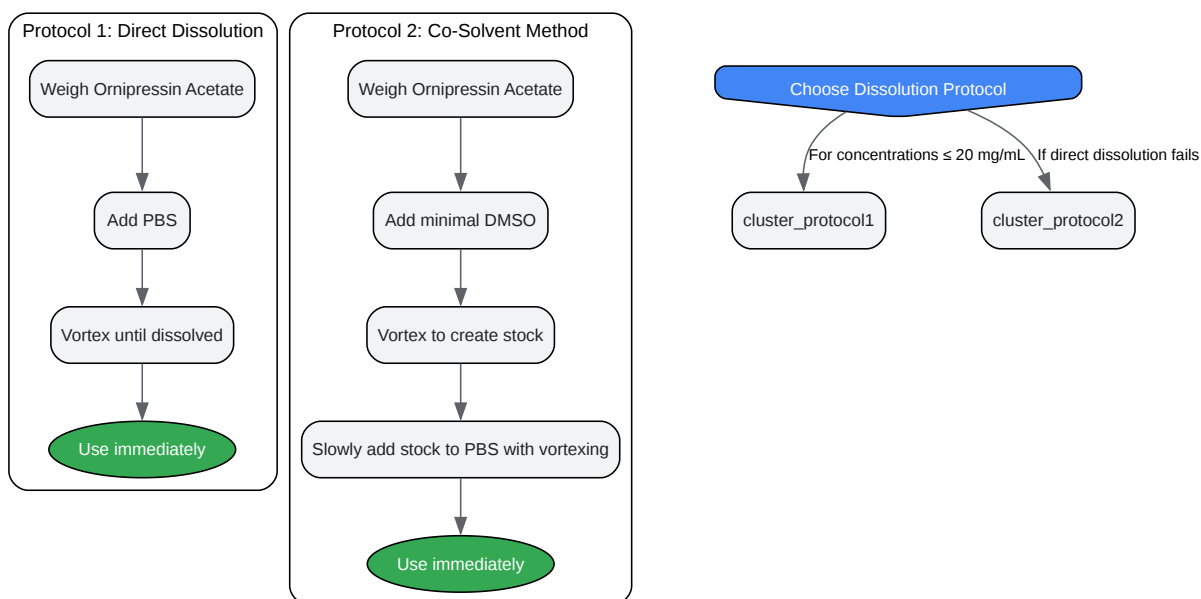 Protocol 1: Direct Dissolution
Weigh Ornipressin Acetate
Add PBS
Vortex until dissolved
Use immediately
Protocol 2: Co-Solvent Method
Weigh Ornipressin Acetate
Add minimal DMSO
Vortex to create stock
Slowly add stock to PBS with vortexing
Use immediately
Choose Dissolution Protocol
For concentrations ≤ 20 mg/mL
If direct dissolution fails
cluster_protocol1
cluster_protocol2